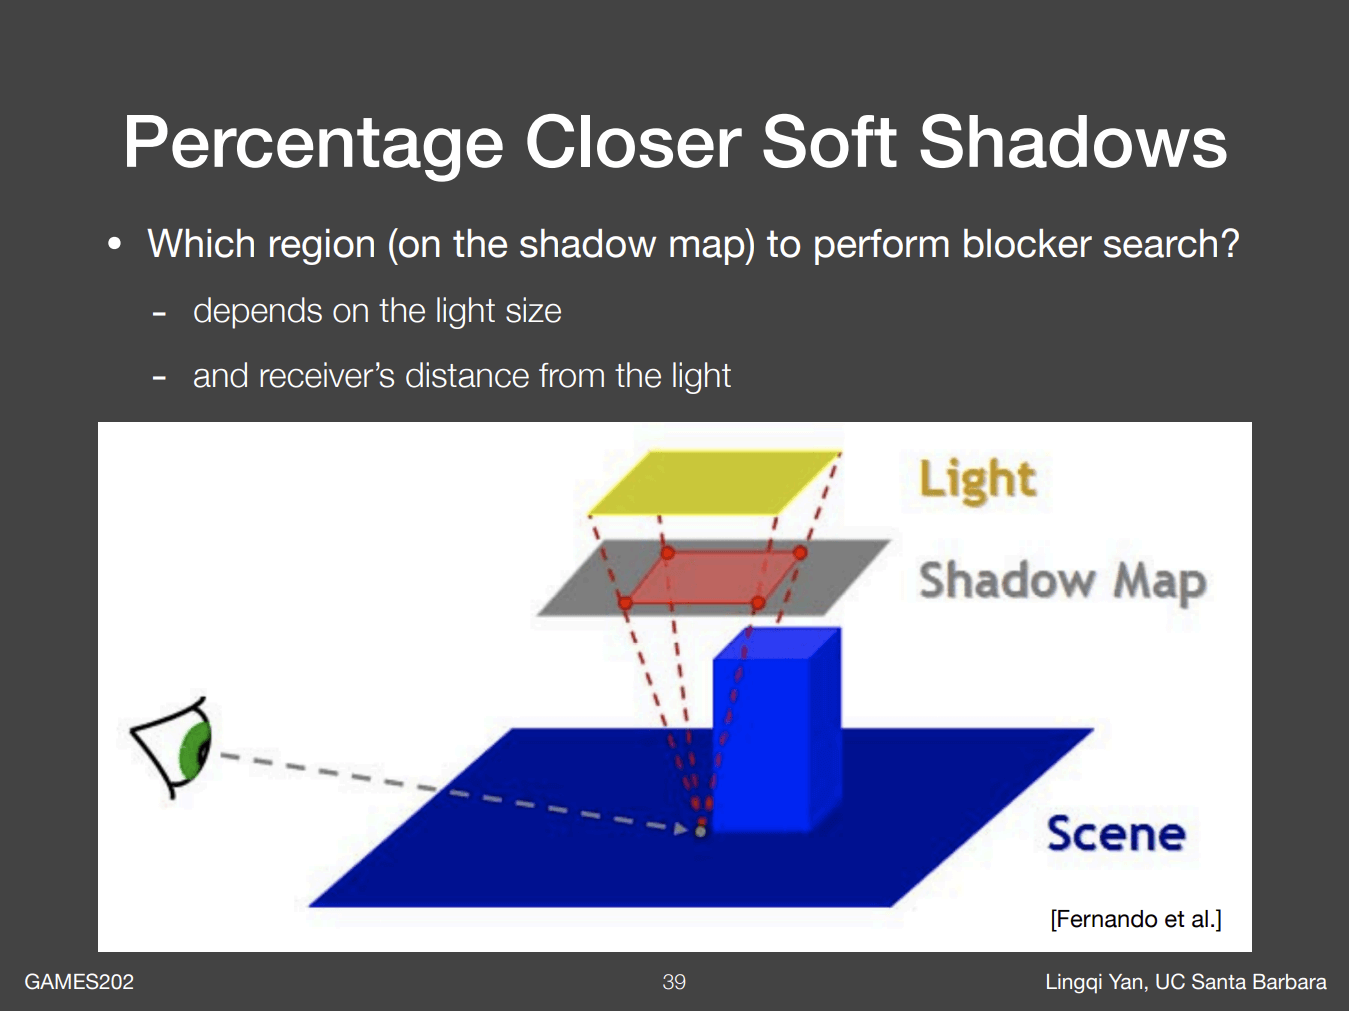 Percentage Closer Soft Shadows
• Which region (on the shadow map) to perform blocker search?
- depends on the light size
- and receiver’s distance from the light
Light
Shadow Map
Scene
[Fernando et al.]
GAMES202
39
Lingqi Yan, UC Santa Barbara